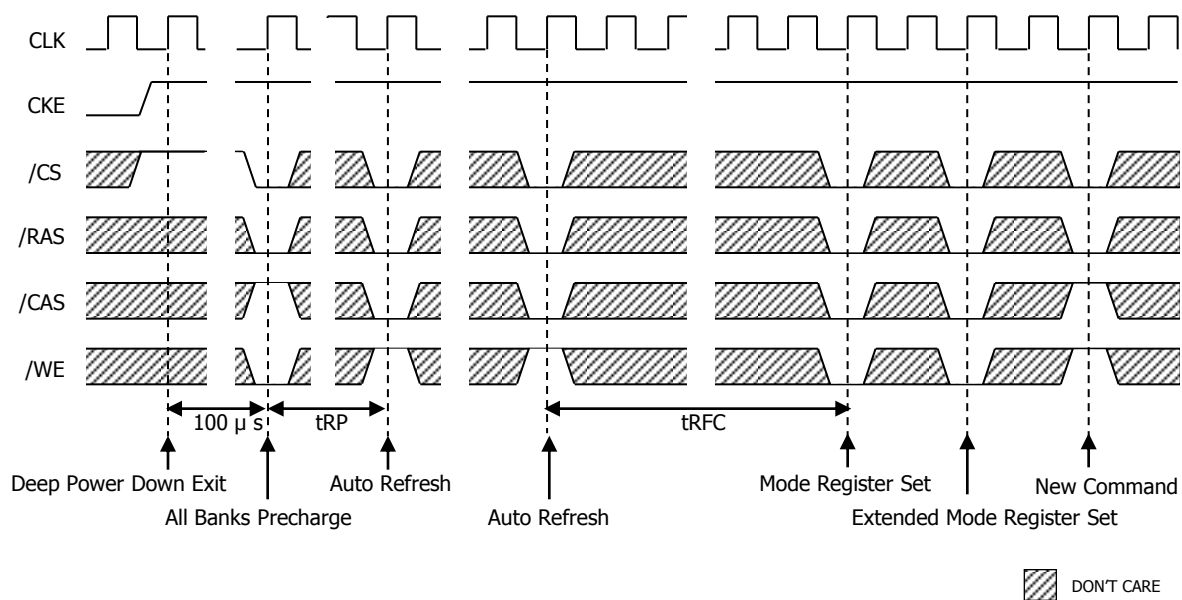 CLK
CKE
/CS
/RAS
/CAS
/WE
100 μ s
tRP
tRFC
Deep Power Down Exit
Auto Refresh
Mode Register Set
New Command
All Banks Precharge
Auto Refresh
Extended Mode Register Set
DON'T CARE